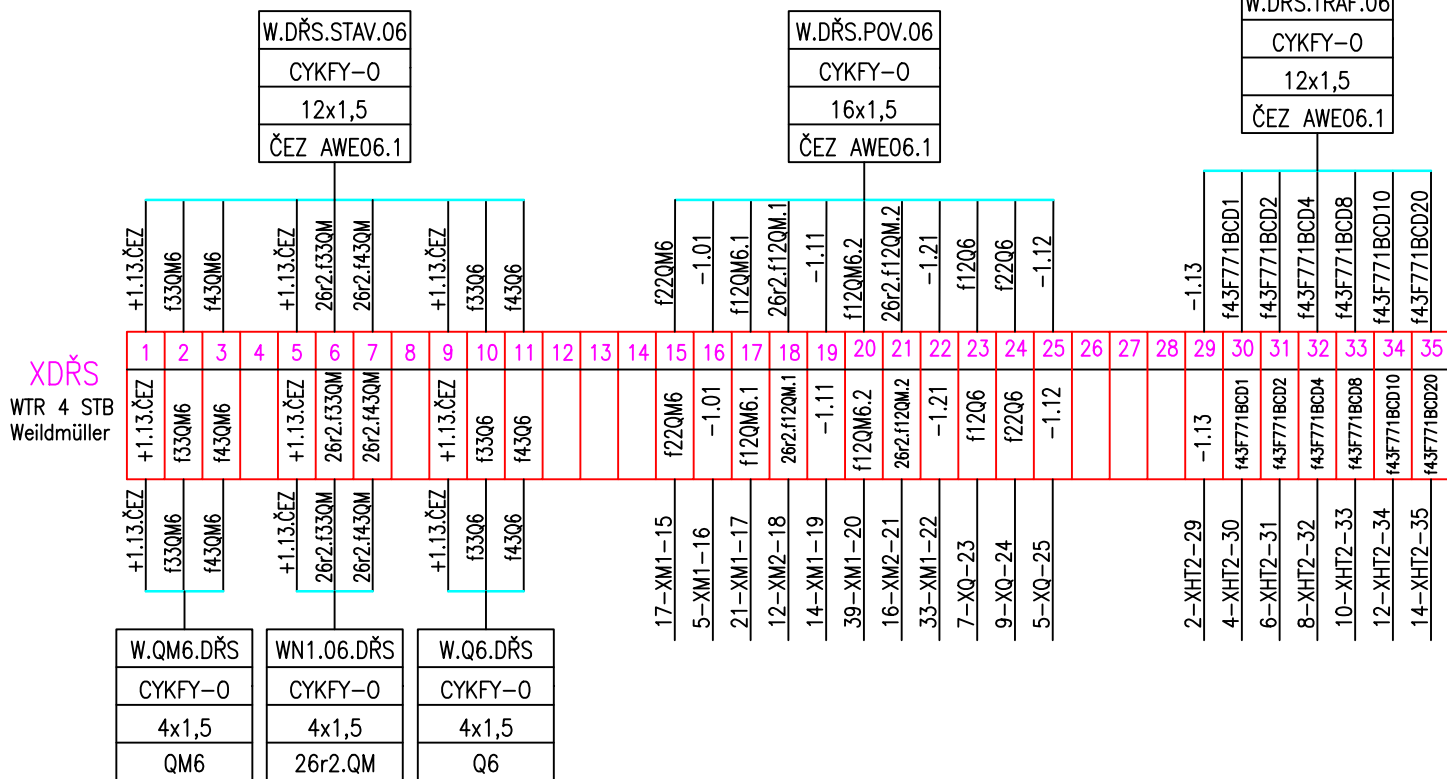 W.DŘS.STAV.06
CYKFY-O
12x1,5
ČEZ AWE06.1
W.DŘS.POV.06
CYKFY-O
16x1,5
ČEZ AWE06.1
W.DŘS.TRAF.06
CYKFY-O
12x1,5
ČEZ AWE06.1
+1.13.ČEZ
f33QM6
f43QM6
+1.13.ČEZ
26r2.f33QM
26r2.f43QM
+1.13.ČEZ
f33Q6
f43Q6
f22QM6
-1.01
f12QM6.1
26r2.f12QM.1
-1.11
f12QM6.2
26r2.f12QM.2
-1.21
f12Q6
f22Q6
-1.12
-1.13
f43F771BCD1
f43F771BCD2
f43F771BCD4
f43F771BCD8
f43F771BCD10
f43F771BCD20
XDŘS
WTR 4 STB
Weildmüller
1 2 3 4 5 6 7 8 9 10 11 12 13 14 15 16 17 18 19 20 21 22 23 24 25 26 27 28 29 30 31 32 33 34 35
+1.13.ČEZ
f33QM6
f43QM6
+1.13.ČEZ
26r2.f33QM
26r2.f43QM
+1.13.ČEZ
f33Q6
f43Q6
f22QM6
-1.01
f12QM6.1
26r2.f12QM.1
-1.11
f12QM6.2
26r2.f12QM.2
-1.21
f12Q6
f22Q6
-1.12
-1.13
f43F771BCD1
f43F771BCD2
f43F771BCD4
f43F771BCD8
f43F771BCD10
f43F771BCD20
+1.13.ČEZ
f33QM6
f43QM6
+1.13.ČEZ
26r2.f33QM
26r2.f43QM
+1.13.ČEZ
f33Q6
f43Q6
17-XM1-15
5-XM1-16
21-XM1-17
12-XM2-18
14-XM1-19
39-XM1-20
16-XM2-21
33-XM1-22
7-XQ-23
9-XQ-24
5-XQ-25
2-XHT2-29
4-XHT2-30
6-XHT2-31
8-XHT2-32
10-XHT2-33
12-XHT2-34
14-XHT2-35
W.QM6.DŘS
CYKFY-O
4x1,5
QM6
WN1.06.DŘS
CYKFY-O
4x1,5
26r2.QM
W.Q6.DŘS
CYKFY-O
4x1,5
Q6